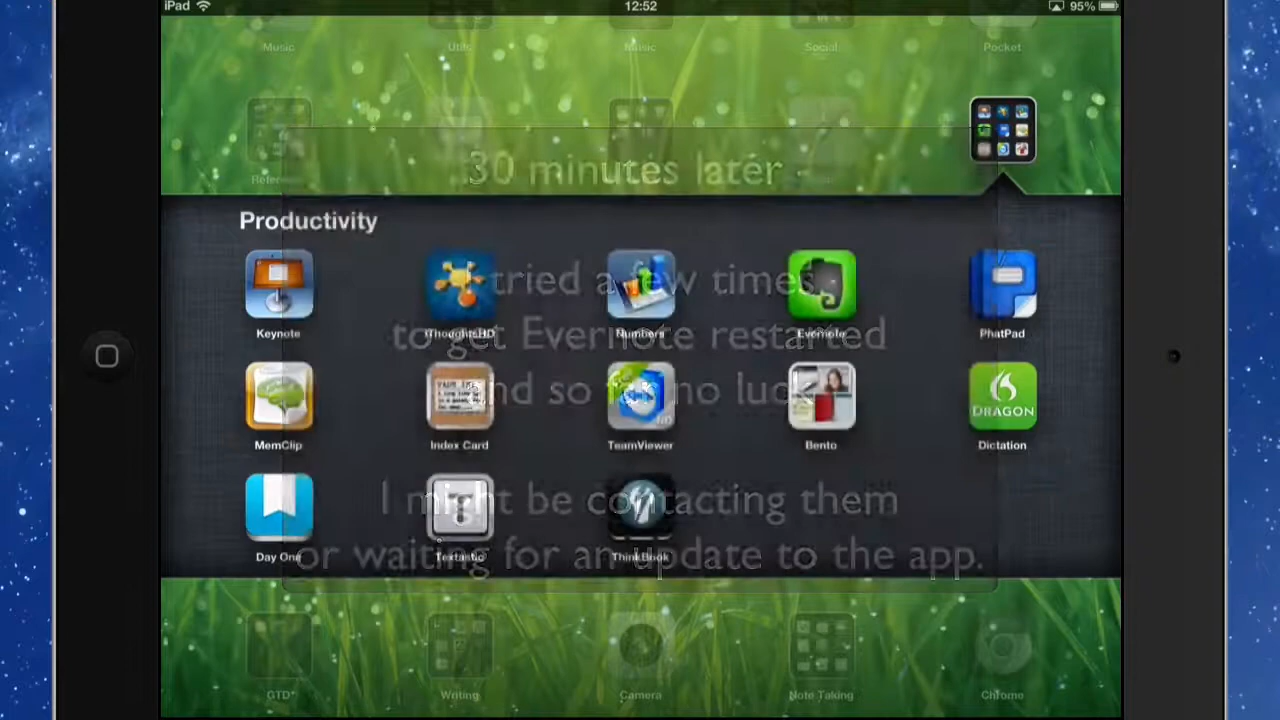 iPad 12:52 95%
Music Utils Music Social Pocket
30 minutes later
Productivity
tried a few times
Keynote iThoughtsHD Numbers Evernote PhatPad
to get Evernote restarted
and so far no luck
DRAGON
MemClip Index Card TeamViewer Bento Dictation
I might be contacting them
Day One Textastic ThinkBook
or waiting for an update to the app.
GTD* Writing Camera Note Taking Chrome